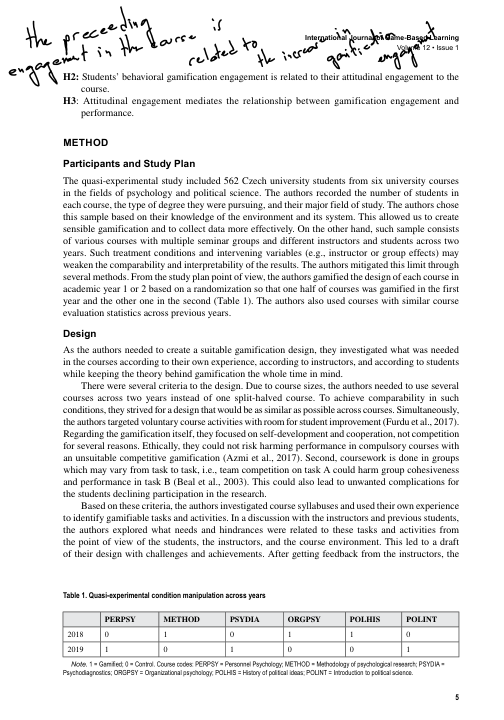 the preceeding
engagement in the course is
related to
the increase in
gamification
engagement
International Journal of Game-Based Learning
Volume 12 • Issue 1
H2: Students' behavioral gamification engagement is related to their attitudinal engagement to the
course.
H3: Attitudinal engagement mediates the relationship between gamification engagement and
performance.
METHOD
Participants and Study Plan
The quasi-experimental study included 562 Czech university students from six university courses
in the fields of psychology and political science. The authors recorded the number of students in
each course, the type of degree they were pursuing, and their major field of study. The authors chose
this sample based on their knowledge of the environment and its system. This allowed us to create
sensible gamification and to collect data more effectively. On the other hand, such sample consists
of various courses with multiple seminar groups and different instructors and students across two
years. Such treatment conditions and intervening variables (e.g., instructor or group effects) may
weaken the comparability and interpretability of the results. The authors mitigated this limit through
several methods. From the study plan point of view, the authors gamified the design of each course in
academic year 1 or 2 based on a randomization so that one half of courses was gamified in the first
year and the other one in the second (Table 1). The authors also used courses with similar course
evaluation statistics across previous years.
Design
As the authors needed to create a suitable gamification design, they investigated what was needed
in the courses according to their own experience, according to instructors, and according to students
while keeping the theory behind gamification the whole time in mind.
There were several criteria to the design. Due to course sizes, the authors needed to use several
courses across two years instead of one split-halved course. To achieve comparability in such
conditions, they strived for a design that would be as similar as possible across courses. Simultaneously,
the authors targeted voluntary course activities with room for student improvement (Furdu et al., 2017).
Regarding the gamification itself, they focused on self-development and cooperation, not competition
for several reasons. Ethically, they could not risk harming performance in compulsory courses with
an unsuitable competitive gamification (Azmi et al., 2017). Second, coursework is done in groups
which may vary from task to task, i.e., team competition on task A could harm group cohesiveness
and performance in task B (Beal et al., 2003). This could also lead to unwanted complications for
the students declining participation in the research.
Based on these criteria, the authors investigated course syllabuses and used their own experience
to identify gamifiable tasks and activities. In a discussion with the instructors and previous students,
the authors explored what needs and hindrances were related to these tasks and activities from
the point of view of the students, the instructors, and the course environment. This led to a draft
of their design with challenges and achievements. After getting feedback from the instructors, the
Table 1. Quasi-experimental condition manipulation across years
PERPSY METHOD PSYDIA ORGPSY POLHIS POLINT
2018 0 1 0 1 1 0
2019 1 0 1 0 0 1
Note. 1 = Gamified; 0 = Control. Course codes: PERPSY = Personnel Psychology; METHOD = Methodology of psychological research; PSYDIA =
Psychodiagnostics; ORGPSY = Organizational psychology; POLHIS = History of political ideas; POLINT = Introduction to political science.
5